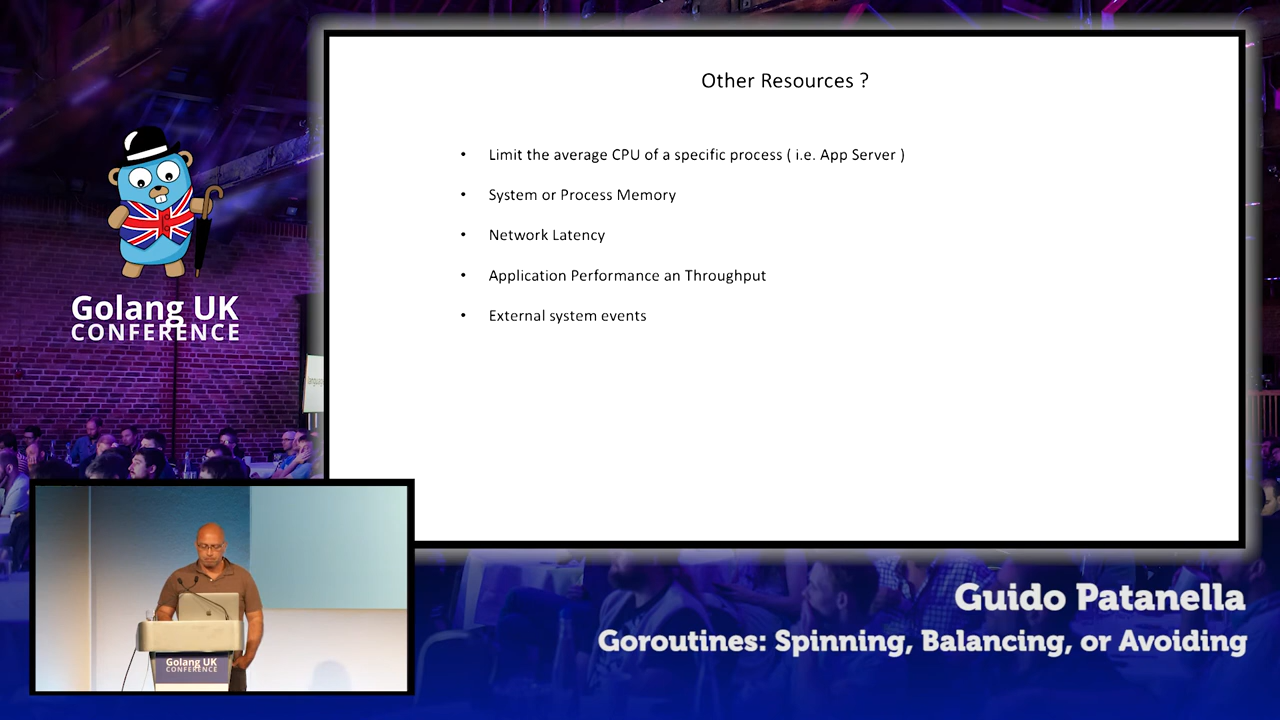 Other Resources ?
• Limit the average CPU of a specific process ( i.e. App Server )
• System or Process Memory
• Network Latency
• Application Performance an Throughput
• External system events
Golang UK
CONFERENCE
Golang UK
CONFERENCE
Guido Patanella
Goroutines: Spinning, Balancing, or Avoiding